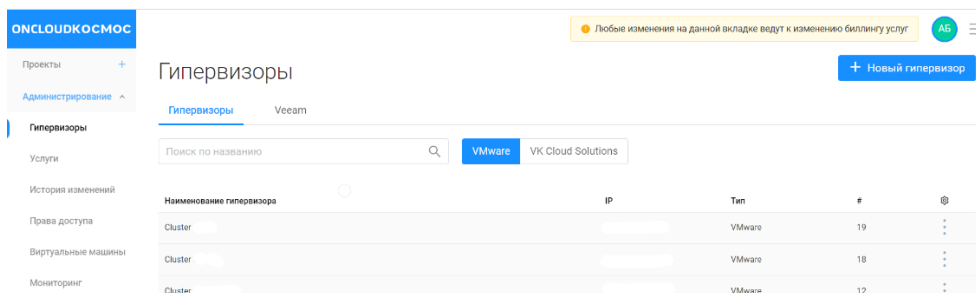 ONCLOUDКОСМОС
Любые изменения на данной вкладке ведут к изменению биллингу услуг
АБ
Проекты +
Гипервизоры
+ Новый гипервизор
Администрирование
Гипервизоры Veeam
Гипервизоры
Услуги
Поиск по названию
VMware VK Cloud Solutions
История изменений
Наименование гипервизора IP Тип #
Права доступа
Cluster VMware 19
Виртуальные машины
Cluster VMware 18
Мониторинг
Cluster VMware 12